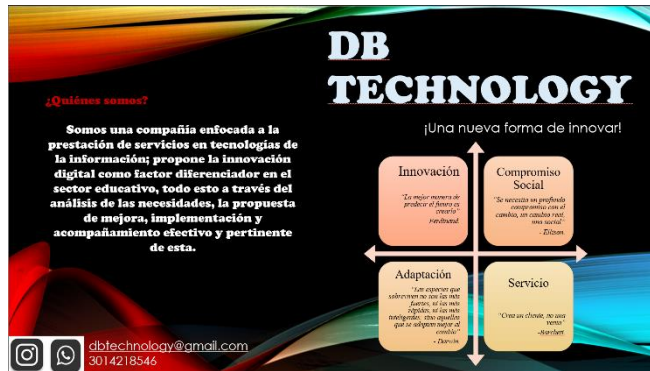 DB
TECHNOLOGY
¡Una nueva forma de innovar!
¿Quiénes somos?
Somos una compañía enfocada a la
prestación de servicios en tecnologías de
la información; propone la innovación
digital como factor diferenciador en el
sector educativo, todo esto a través del
análisis de las necesidades, la propuesta
de mejora, implementación y
acompañamiento efectivo y pertinente
de esta.
Innovación
"La mejor manera de
predecir el futuro es
crearlo"
Ferdinand.
Compromiso
Social
"Se necesita un profundo
compromiso con el
cambio, un cambio real,
uno social"
- Ellison.
Adaptación
"Las especies que
sobreviven no son las más
fuertes, ni las más
rápidas, ni las más
inteligentes; sino aquellas
que se adaptan mejor al
cambio"
- Darwin.
Servicio
"Crea un cliente, no una
venta"
dbtechnology@gmail.com
3014218546